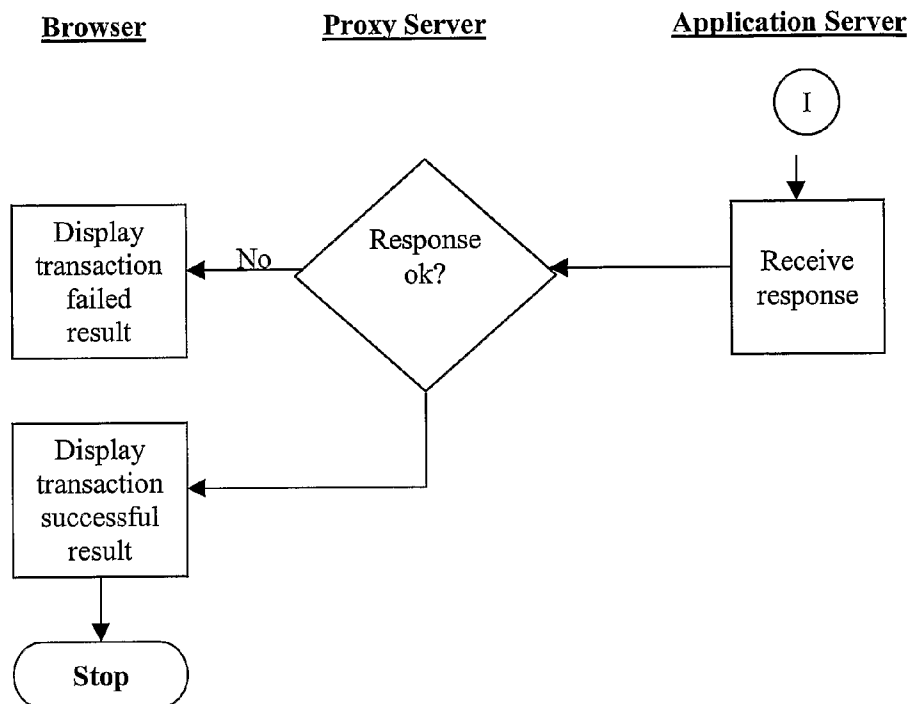 Browser
Proxy Server
Application Server
I
Display
transaction
failed
result
No
Response
ok?
Receive
response
Display
transaction
successful
result
Stop